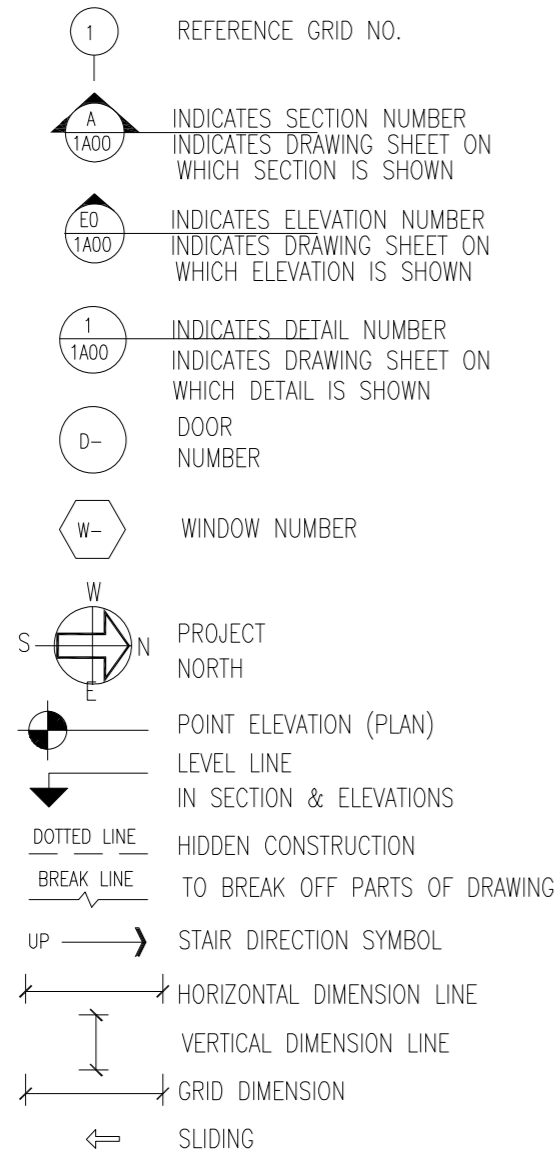 1 REFERENCE GRID NO.
A INDICATES SECTION NUMBER
1A00 INDICATES DRAWING SHEET ON
WHICH SECTION IS SHOWN
E0 INDICATES ELEVATION NUMBER
1A00 INDICATES DRAWING SHEET ON
WHICH ELEVATION IS SHOWN
1 INDICATES DETAIL NUMBER
1A00 INDICATES DRAWING SHEET ON
WHICH DETAIL IS SHOWN
D- DOOR
NUMBER
W- WINDOW NUMBER
W
S N PROJECT
NORTH
E
POINT ELEVATION (PLAN)
LEVEL LINE
IN SECTION & ELEVATIONS
DOTTED LINE HIDDEN CONSTRUCTION
BREAK LINE TO BREAK OFF PARTS OF DRAWING
UP STAIR DIRECTION SYMBOL
HORIZONTAL DIMENSION LINE
VERTICAL DIMENSION LINE
GRID DIMENSION
SLIDING